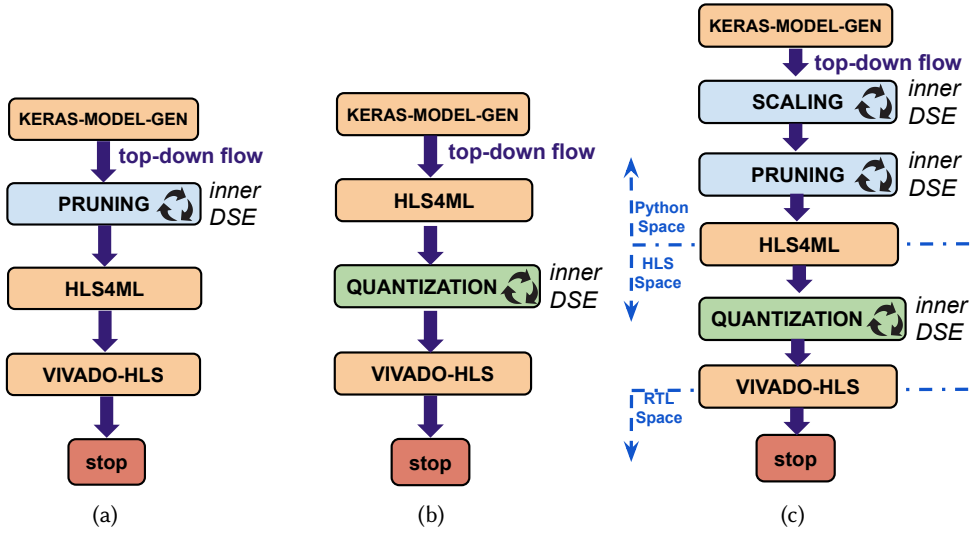 KERAS-MODEL-GEN
top-down flow
PRUNING
inner
DSE
HLS4ML
VIVADO-HLS
stop
(a)
KERAS-MODEL-GEN
top-down flow
HLS4ML
QUANTIZATION
inner
DSE
VIVADO-HLS
stop
(b)
KERAS-MODEL-GEN
top-down flow
SCALING
inner
DSE
PRUNING
inner
DSE
Python
Space
HLS4ML
HLS
Space
QUANTIZATION
inner
DSE
VIVADO-HLS
RTL
Space
stop
(c)